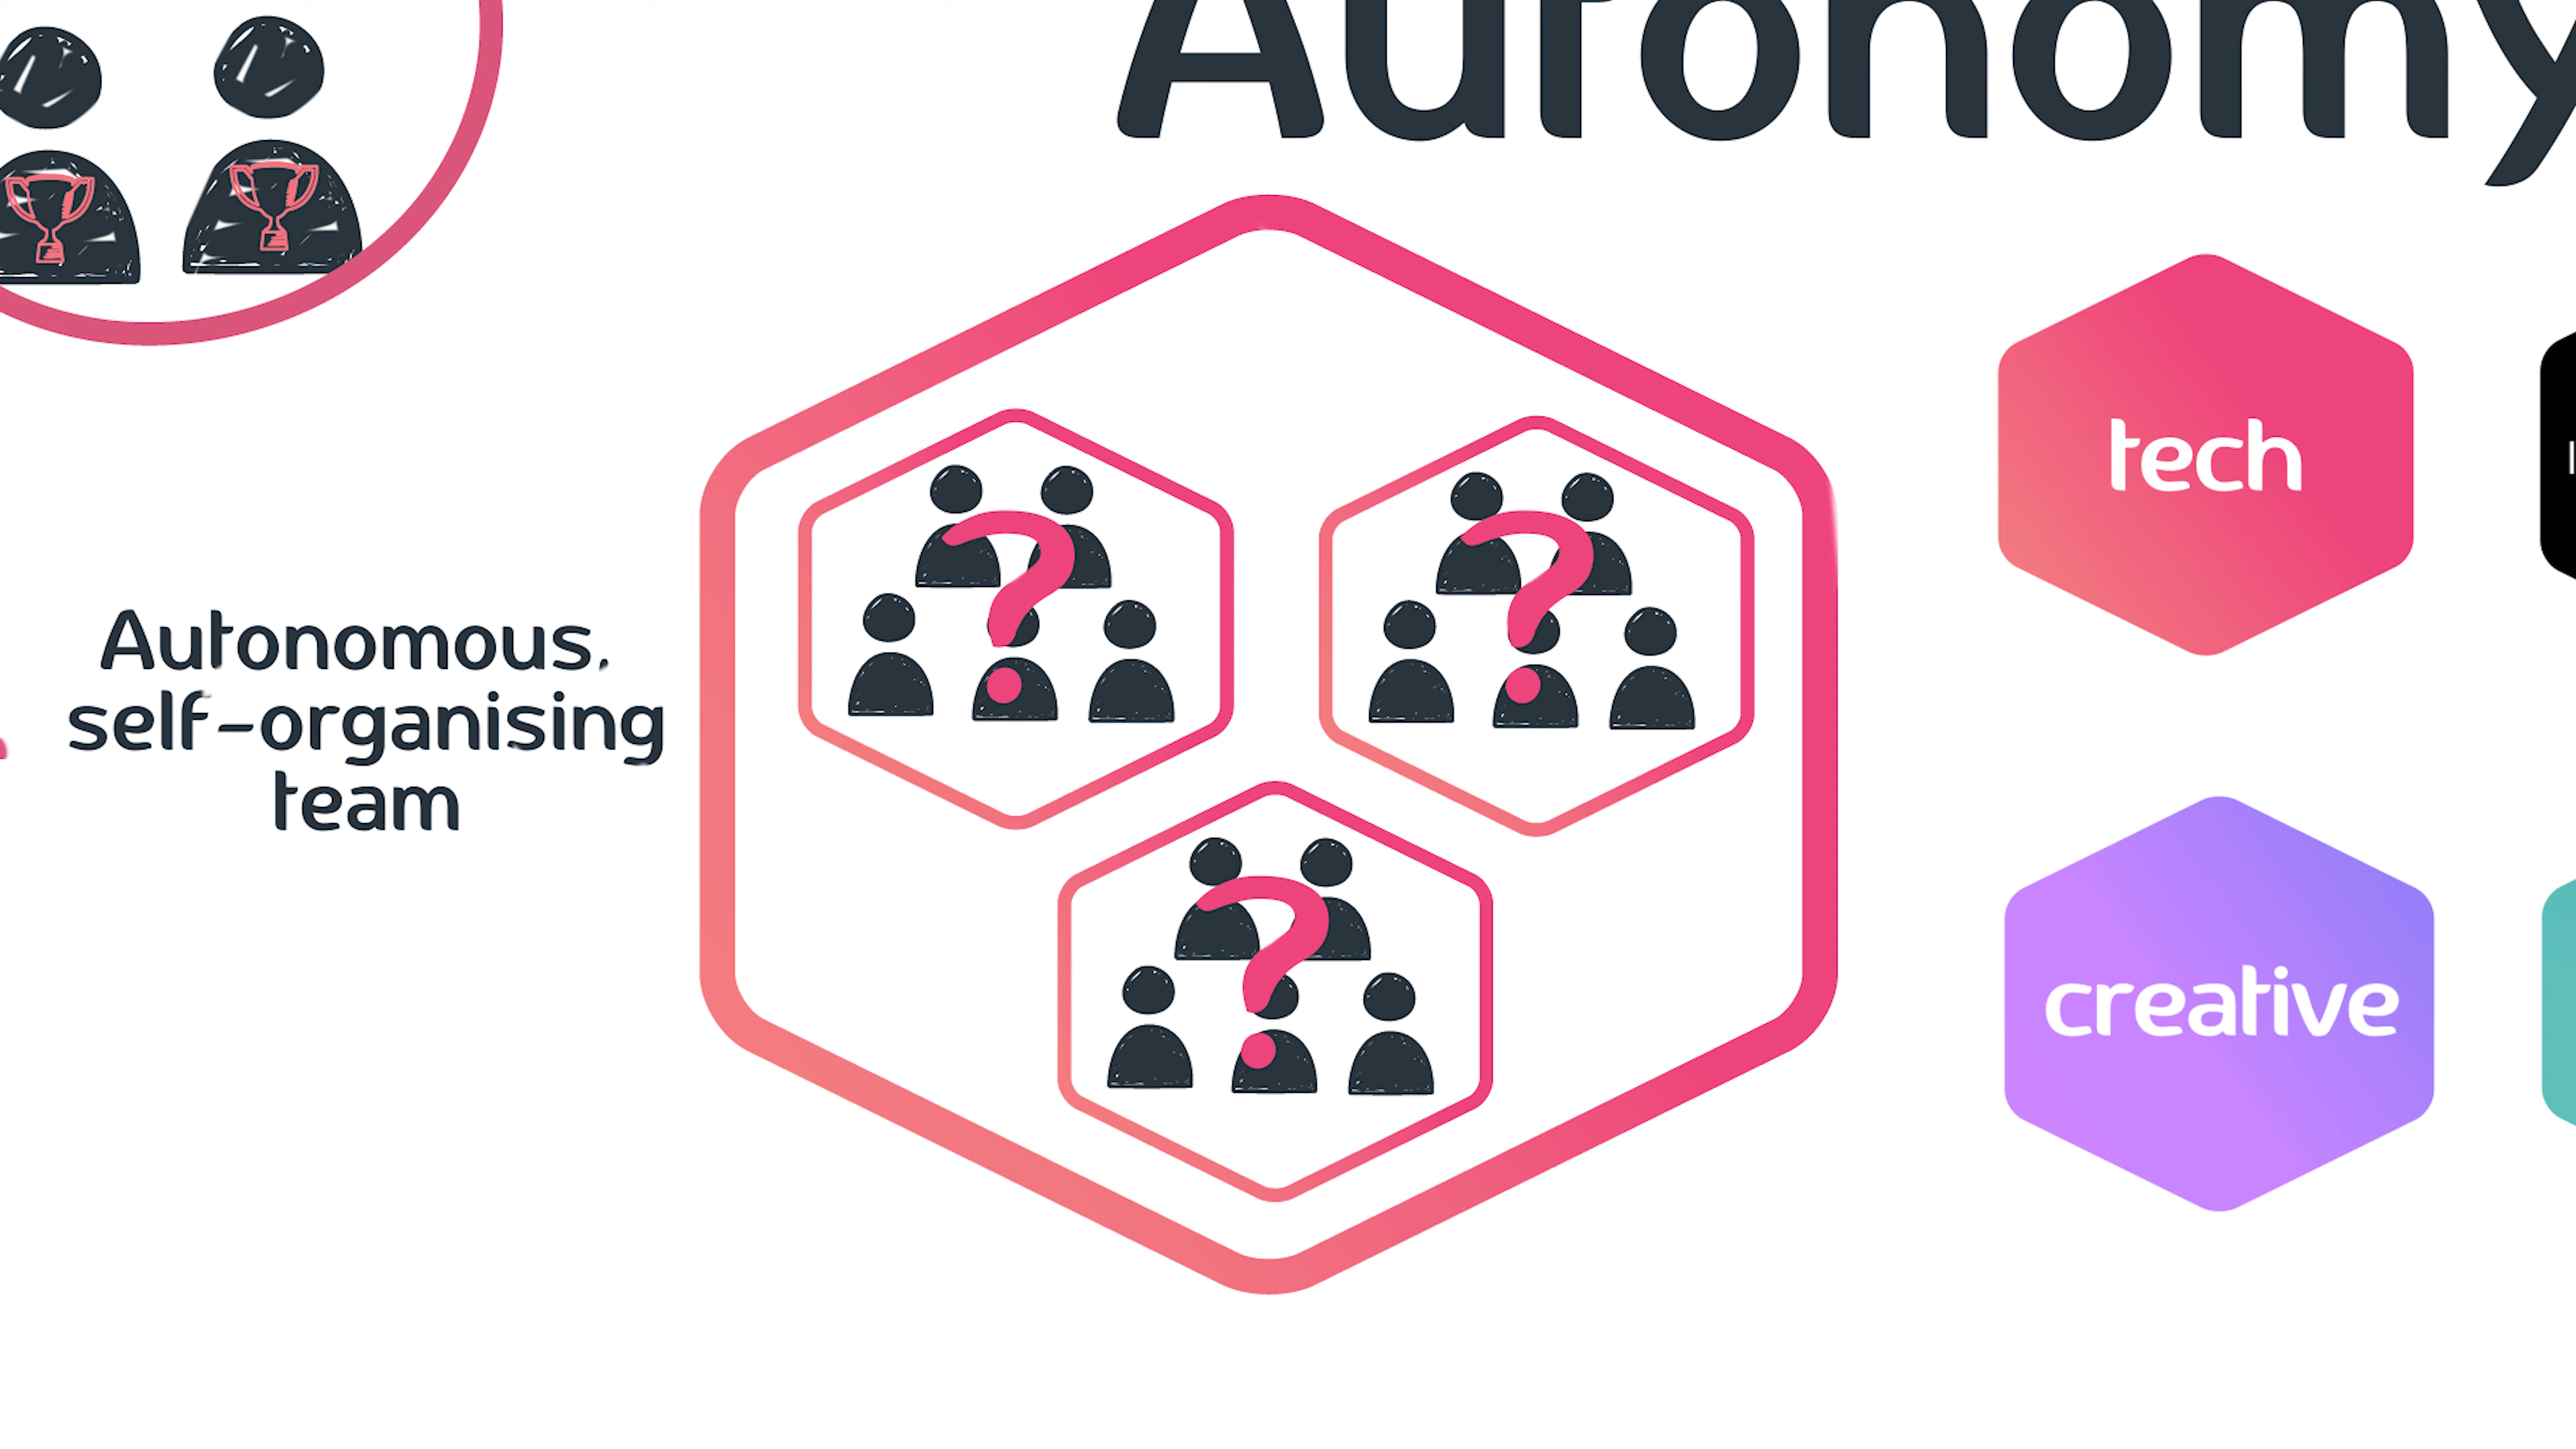 Autonomy
Autonomous,
self-organising
team
?
?
?
tech
creative